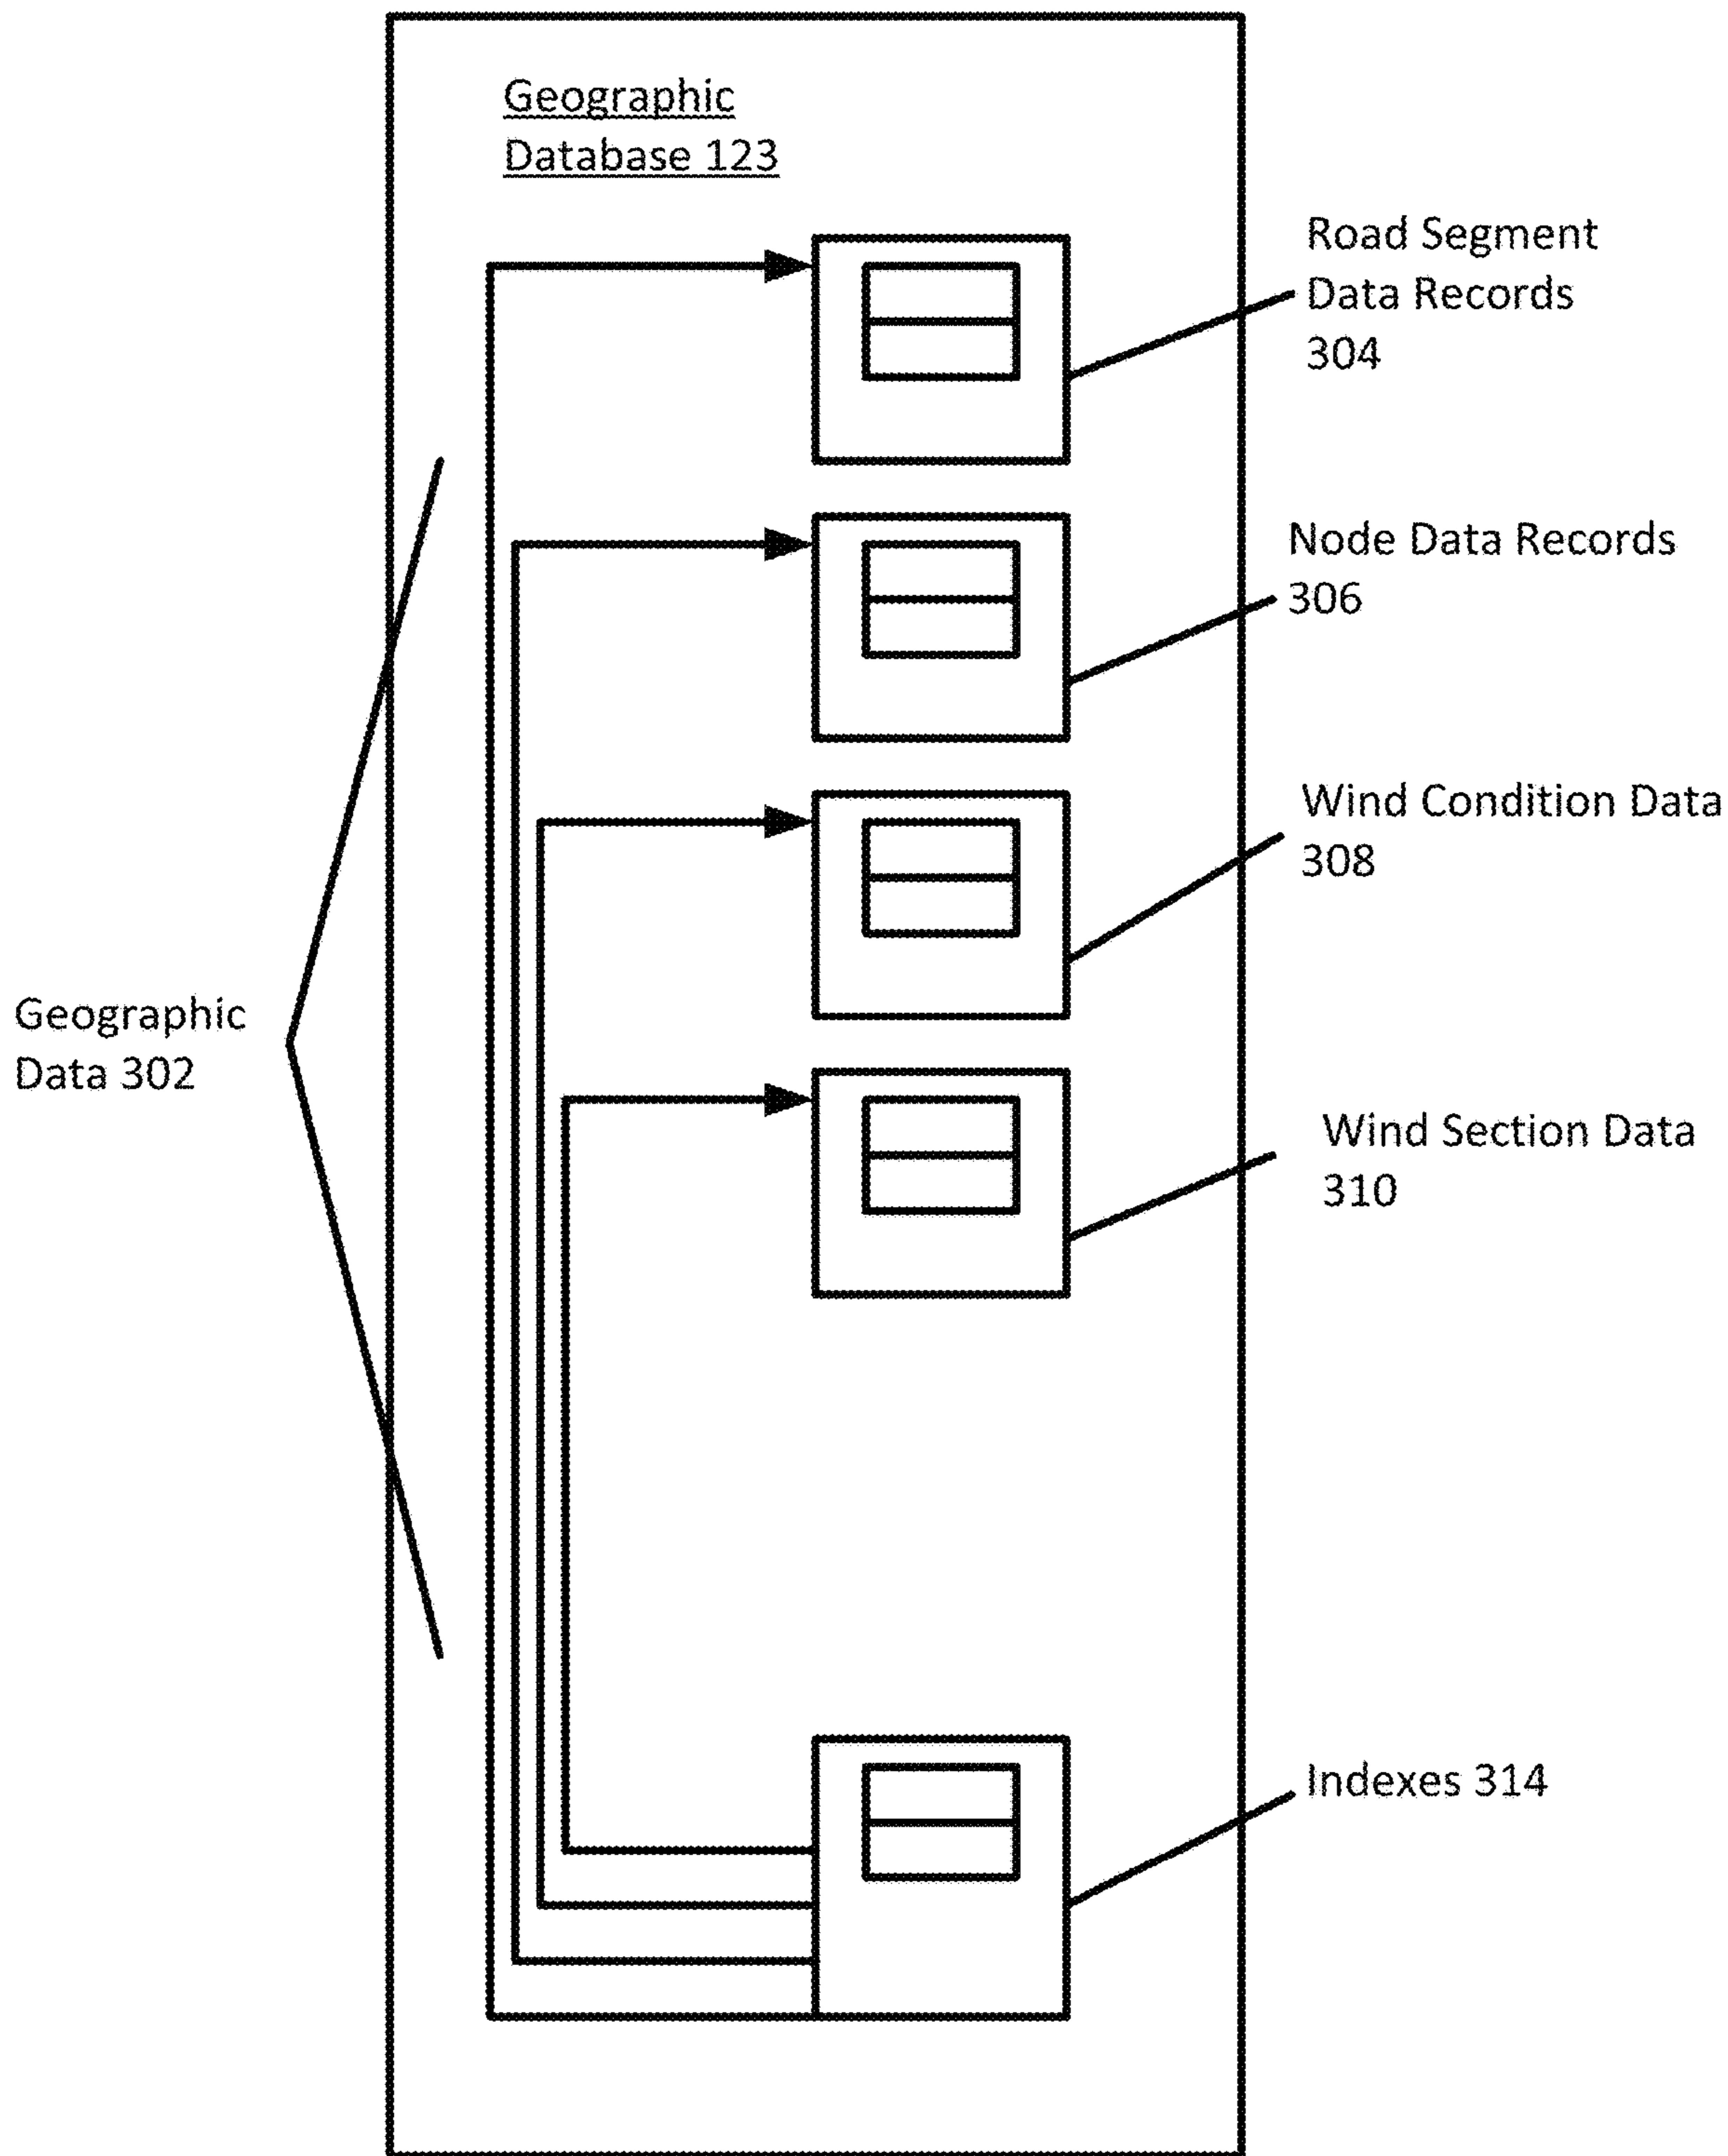 Geographic
Database 123
Road Segment
Data Records
304
Node Data Records
306
Wind Condition Data
308
Geographic
Data 302
Wind Section Data
310
Indexes 314